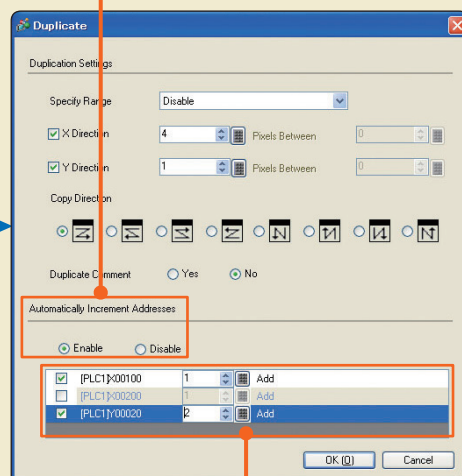 Duplicate
Duplication Settings
Specify Range Disable
X Direction 4 Pixels Between 0
Y Direction 1 Pixels Between 0
Copy Direction
Duplicate Comment Yes No
Automatically Increment Addresses
Enable Disable
[PLC1]X00100 1 Add
[PLC1]X00200 1 Add
[PLC1]Y00020 2 Add
OK (O) Cancel